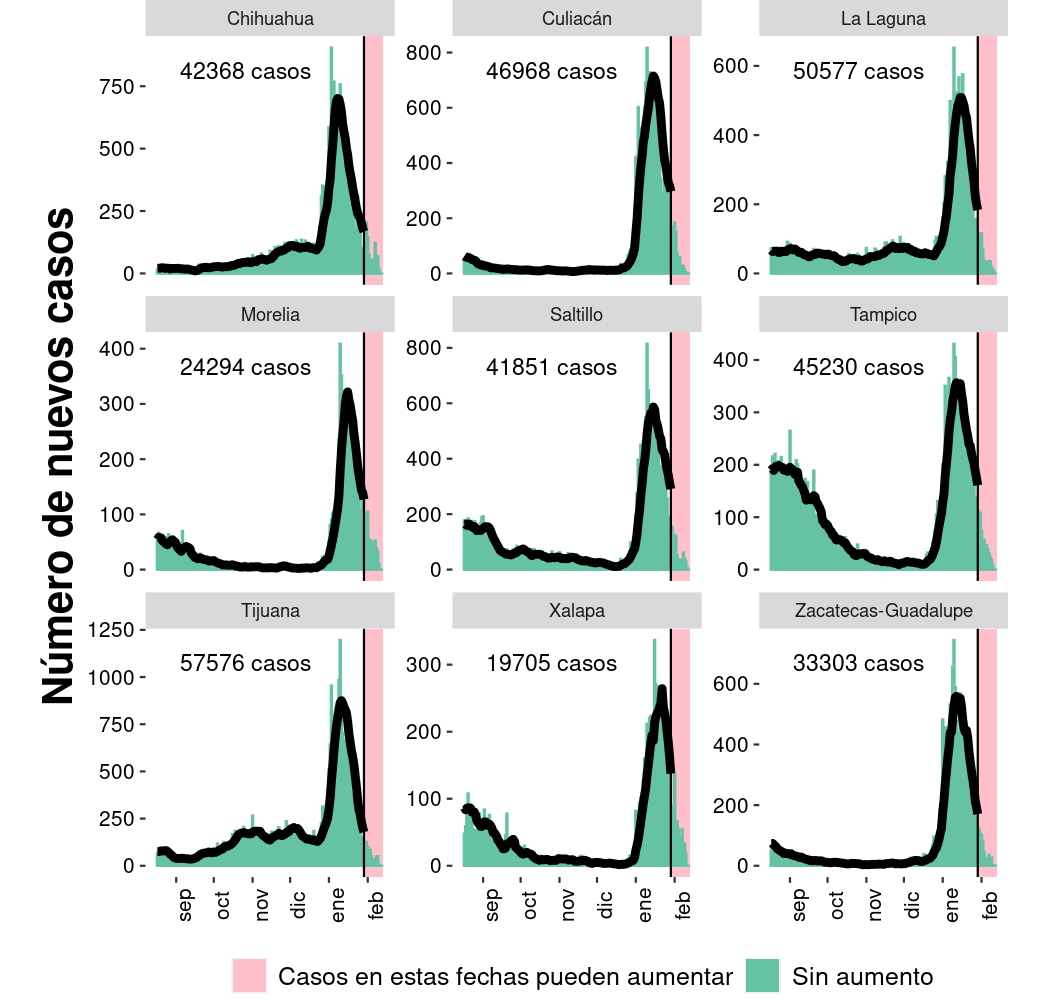 Chihuahua
Culiacán
La Laguna
42368 casos
46968 casos
50577 casos
750
500
250
0
800
600
400
200
0
600
400
200
0
Morelia
Saltillo
Tampico
24294 casos
41851 casos
45230 casos
400
300
200
100
0
800
600
400
200
0
400
300
200
100
0
Tijuana
Xalapa
Zacatecas-Guadalupe
57576 casos
19705 casos
33303 casos
1250
1000
750
500
250
0
300
200
100
0
600
400
200
0
sep oct nov dic ene feb
sep oct nov dic ene feb
sep oct nov dic ene feb
Número de nuevos casos
Casos en estas fechas pueden aumentar
Sin aumento